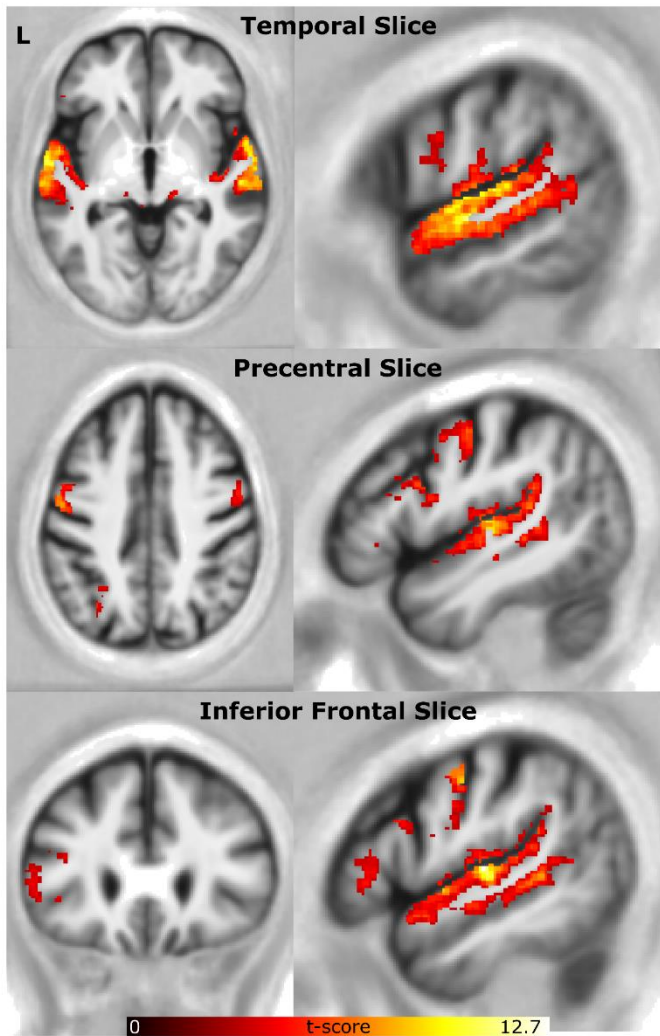 Temporal Slice
L
Precentral Slice
Inferior Frontal Slice
0 t-score 12.7